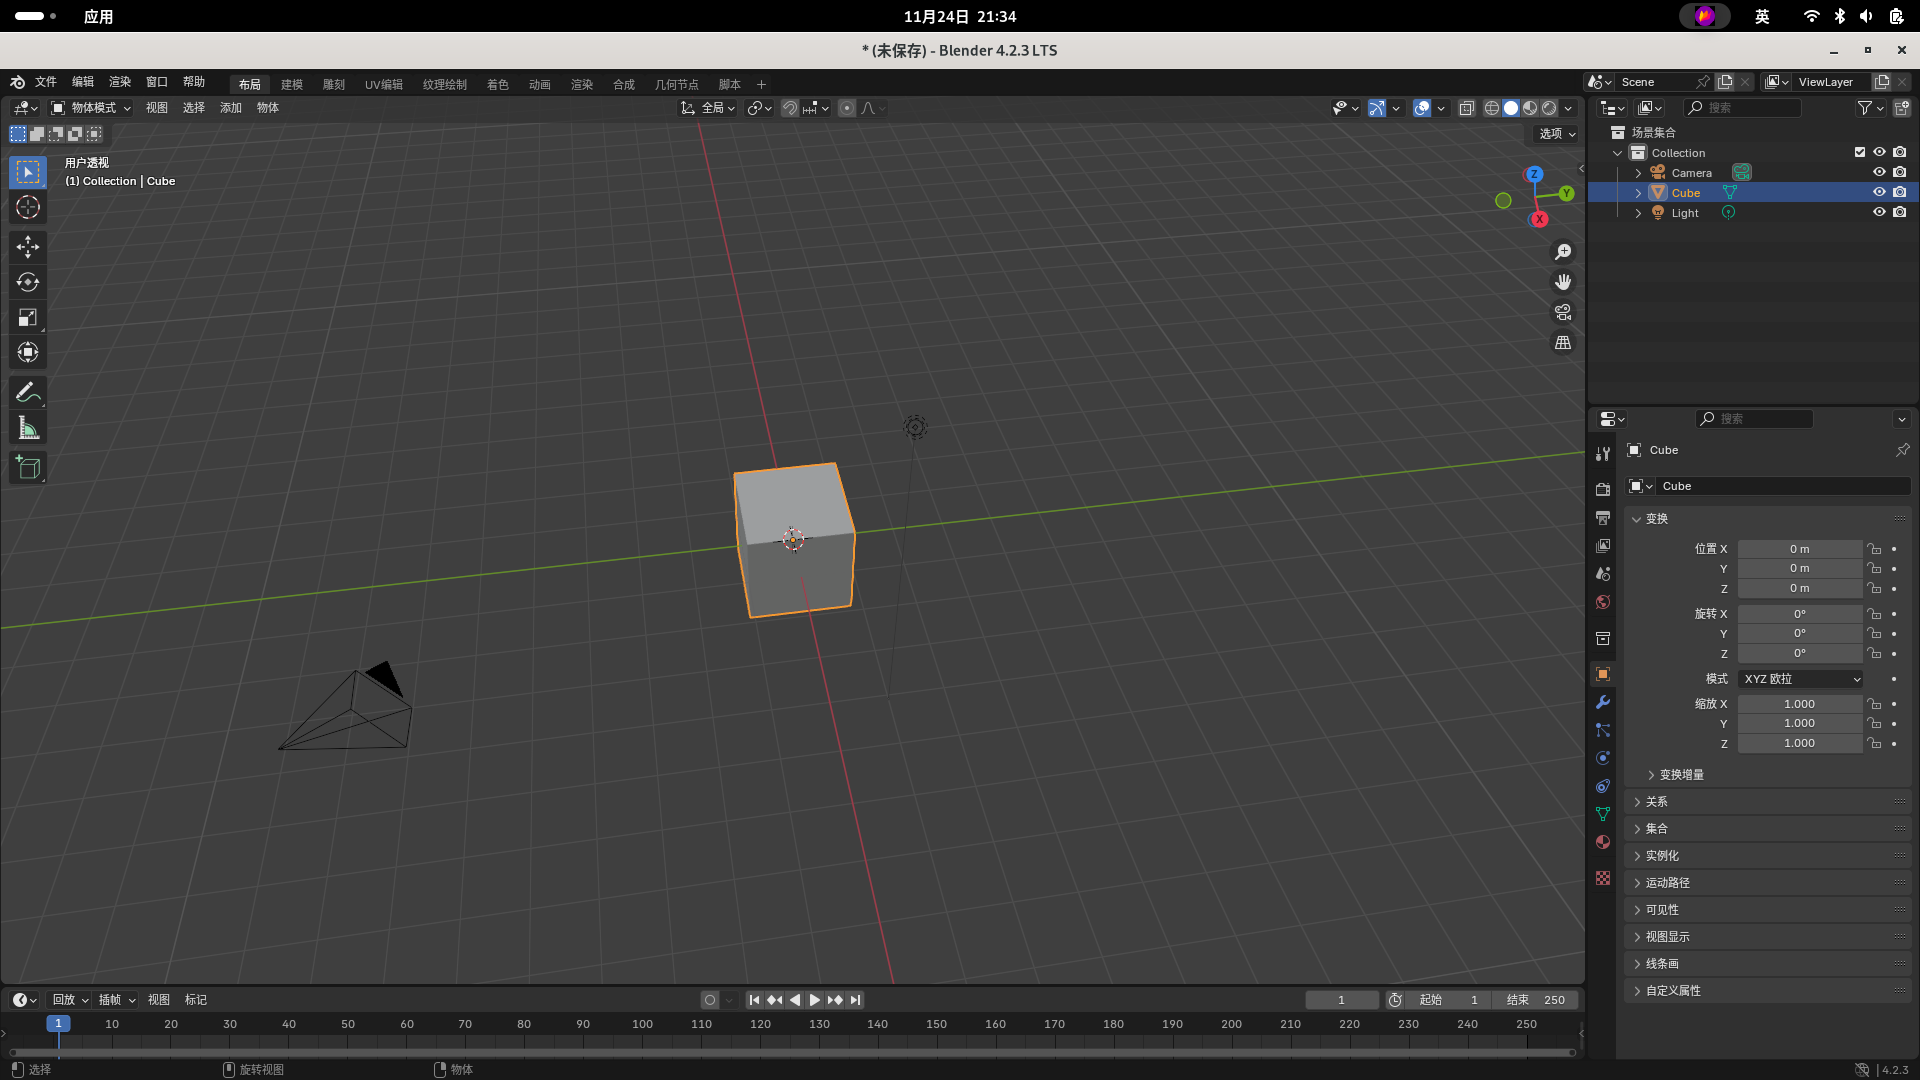 应用
11月24日 21:34
英
* (未保存) - Blender 4.2.3 LTS
文件 编辑 渲染 窗口 帮助 布局 建模 雕刻 UV编辑 纹理绘制 着色 动画 渲染 合成 几何节点 脚本 +
Scene
ViewLayer
物体模式 视图 选择 添加 物体
全局
选项
用户透视
(1) Collection | Cube
Z
Y
X
搜索
场景集合
Collection
Camera
Cube
Light
搜索
Cube
Cube
变换
位置 X 0 m
Y 0 m
Z 0 m
旋转 X 0°
Y 0°
Z 0°
模式 XYZ 欧拉
缩放 X 1.000
Y 1.000
Z 1.000
变换增量
关系
集合
实例化
运动路径
可见性
视图显示
线条画
自定义属性
回放 插帧 视图 标记
1 起始 1 结束 250
1 10 20 30 40 50 60 70 80 90 100 110 120 130 140 150 160 170 180 190 200 210 220 230 240 250
选择 旋转视图 物体
4.2.3